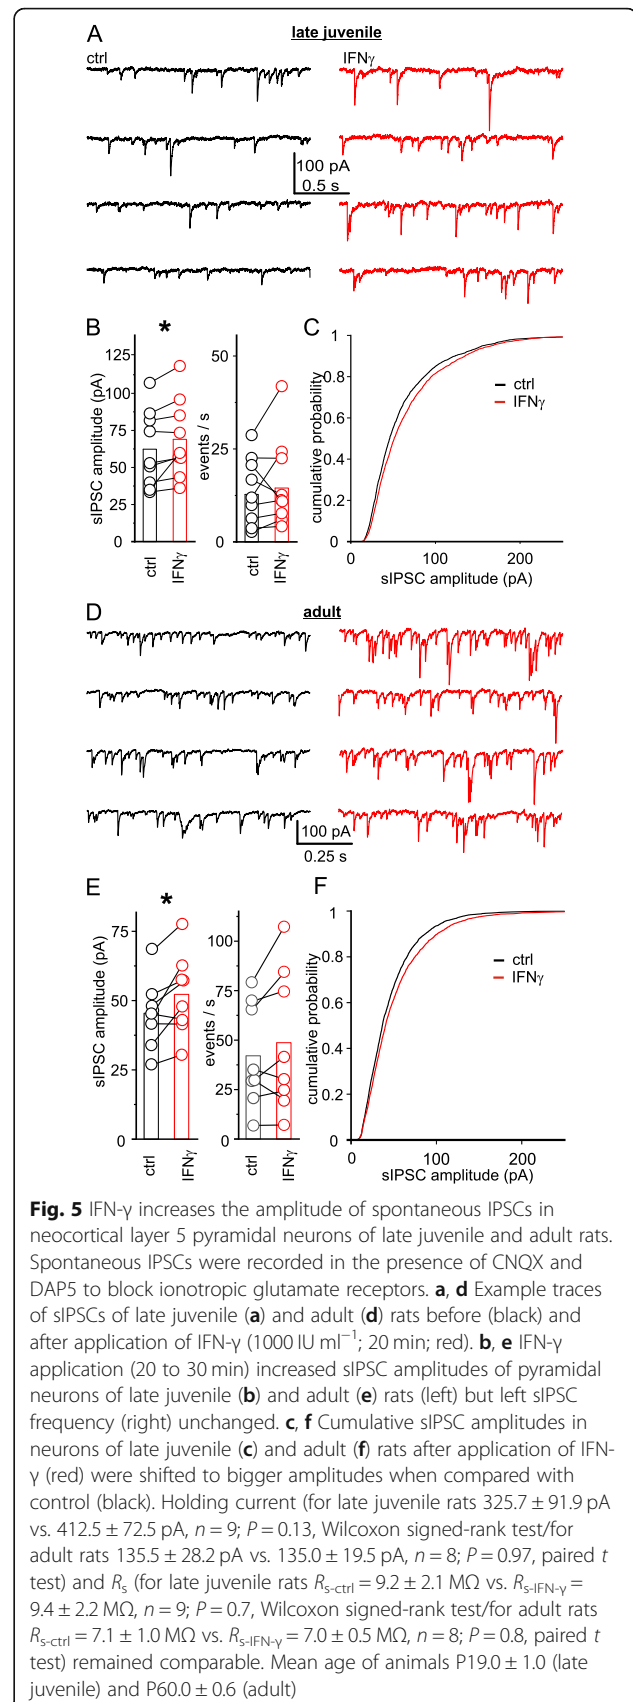 A
late juvenile
ctrl
IFNγ
100 pA
0.5 s
B
*
sIPSC amplitude (pA)
125
100
75
50
25
0
ctrl
IFNγ
events / s
50
25
0
ctrl
IFNγ
C
cumulative probability
1
0.8
0.6
0.4
0.2
0
ctrl
IFNγ
0
100
200
sIPSC amplitude (pA)
D
adult
100 pA
0.25 s
E
*
sIPSC amplitude (pA)
75
50
25
0
ctrl
IFNγ
events / s
100
75
50
25
0
ctrl
IFNγ
F
cumulative probability
1
0.8
0.6
0.4
0.2
0
ctrl
IFNγ
0
100
200
sIPSC amplitude (pA)
Fig. 5 IFN-γ increases the amplitude of spontaneous IPSCs in
neocortical layer 5 pyramidal neurons of late juvenile and adult rats.
Spontaneous IPSCs were recorded in the presence of CNQX and
DAP5 to block ionotropic glutamate receptors. a, d Example traces
of sIPSCs of late juvenile (a) and adult (d) rats before (black) and
after application of IFN-γ (1000 IU ml⁻¹; 20 min; red). b, e IFN-γ
application (20 to 30 min) increased sIPSC amplitudes of pyramidal
neurons of late juvenile (b) and adult (e) rats (left) but left sIPSC
frequency (right) unchanged. c, f Cumulative sIPSC amplitudes in
neurons of late juvenile (c) and adult (f) rats after application of IFN-
γ (red) were shifted to bigger amplitudes when compared with
control (black). Holding current (for late juvenile rats 325.7 ± 91.9 pA
vs. 412.5 ± 72.5 pA, n = 9; P = 0.13, Wilcoxon signed-rank test/for
adult rats 135.5 ± 28.2 pA vs. 135.0 ± 19.5 pA, n = 8; P = 0.97, paired t
test) and Rs (for late juvenile rats Rs-ctrl = 9.2 ± 2.1 MΩ vs. Rs-IFN-γ =
9.4 ± 2.2 MΩ, n = 9; P = 0.7, Wilcoxon signed-rank test/for adult rats
Rs-ctrl = 7.1 ± 1.0 MΩ vs. Rs-IFN-γ = 7.0 ± 0.5 MΩ, n = 8; P = 0.8, paired t
test) remained comparable. Mean age of animals P19.0 ± 1.0 (late
juvenile) and P60.0 ± 0.6 (adult)